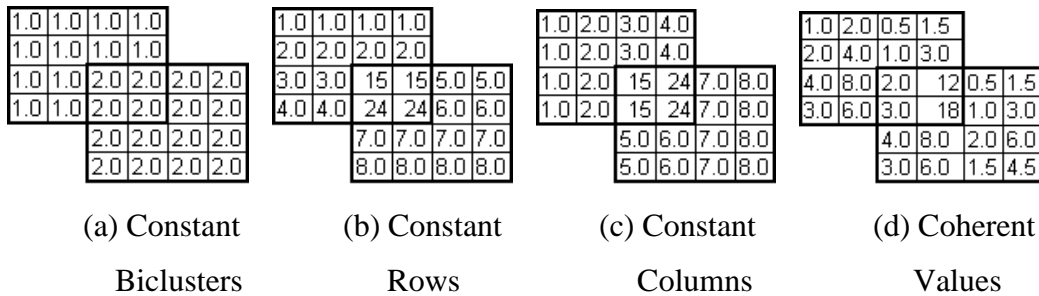 1.0 1.0 1.0 1.0
1.0 1.0 1.0 1.0
1.0 1.0 2.0 2.0 2.0 2.0
1.0 1.0 2.0 2.0 2.0 2.0
2.0 2.0 2.0 2.0
2.0 2.0 2.0 2.0
1.0 1.0 1.0 1.0
2.0 2.0 2.0 2.0
3.0 3.0 15 15 5.0 5.0
4.0 4.0 24 24 6.0 6.0
7.0 7.0 7.0 7.0
8.0 8.0 8.0 8.0
1.0 2.0 3.0 4.0
1.0 2.0 3.0 4.0
1.0 2.0 15 24 7.0 8.0
1.0 2.0 15 24 7.0 8.0
5.0 6.0 7.0 8.0
5.0 6.0 7.0 8.0
1.0 2.0 0.5 1.5
2.0 4.0 1.0 3.0
4.0 8.0 2.0 12 0.5 1.5
3.0 6.0 3.0 18 1.0 3.0
4.0 8.0 2.0 6.0
3.0 6.0 1.5 4.5
(a) Constant
Biclusters
(b) Constant
Rows
(c) Constant
Columns
(d) Coherent
Values